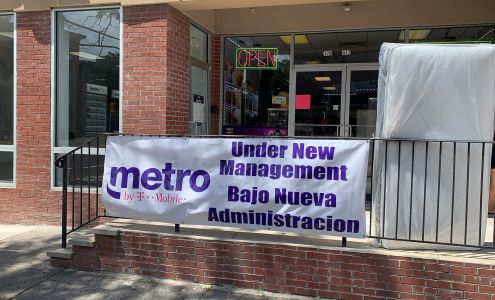 OPEN
metro
by T-Mobile
Under New
Management
Bajo Nueva
Administracion